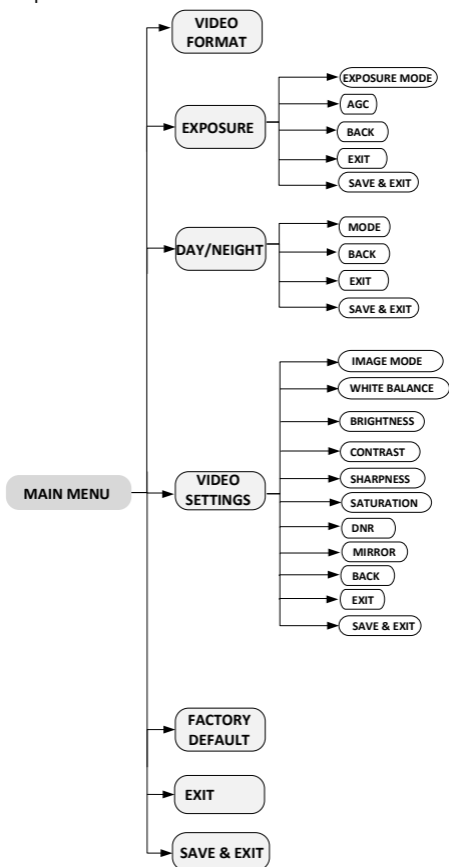 VIDEO
FORMAT
EXPOSURE
EXPOSURE MODE
AGC
BACK
EXIT
SAVE & EXIT
DAY/NEIGHT
MODE
BACK
EXIT
SAVE & EXIT
MAIN MENU
VIDEO
SETTINGS
IMAGE MODE
WHITE BALANCE
BRIGHTNESS
CONTRAST
SHARPNESS
SATURATION
DNR
MIRROR
BACK
EXIT
SAVE & EXIT
FACTORY
DEFAULT
EXIT
SAVE & EXIT